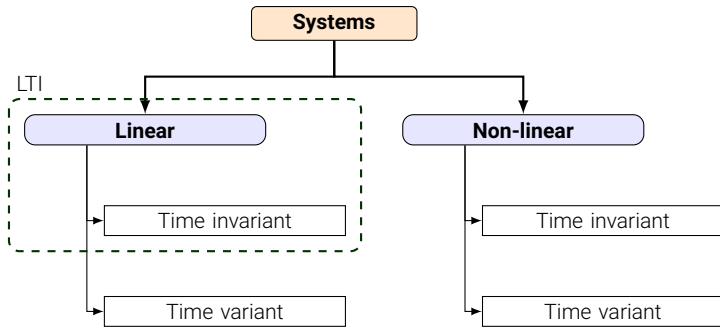 Systems
LTI
Linear
Non-linear
Time invariant
Time invariant
Time variant
Time variant